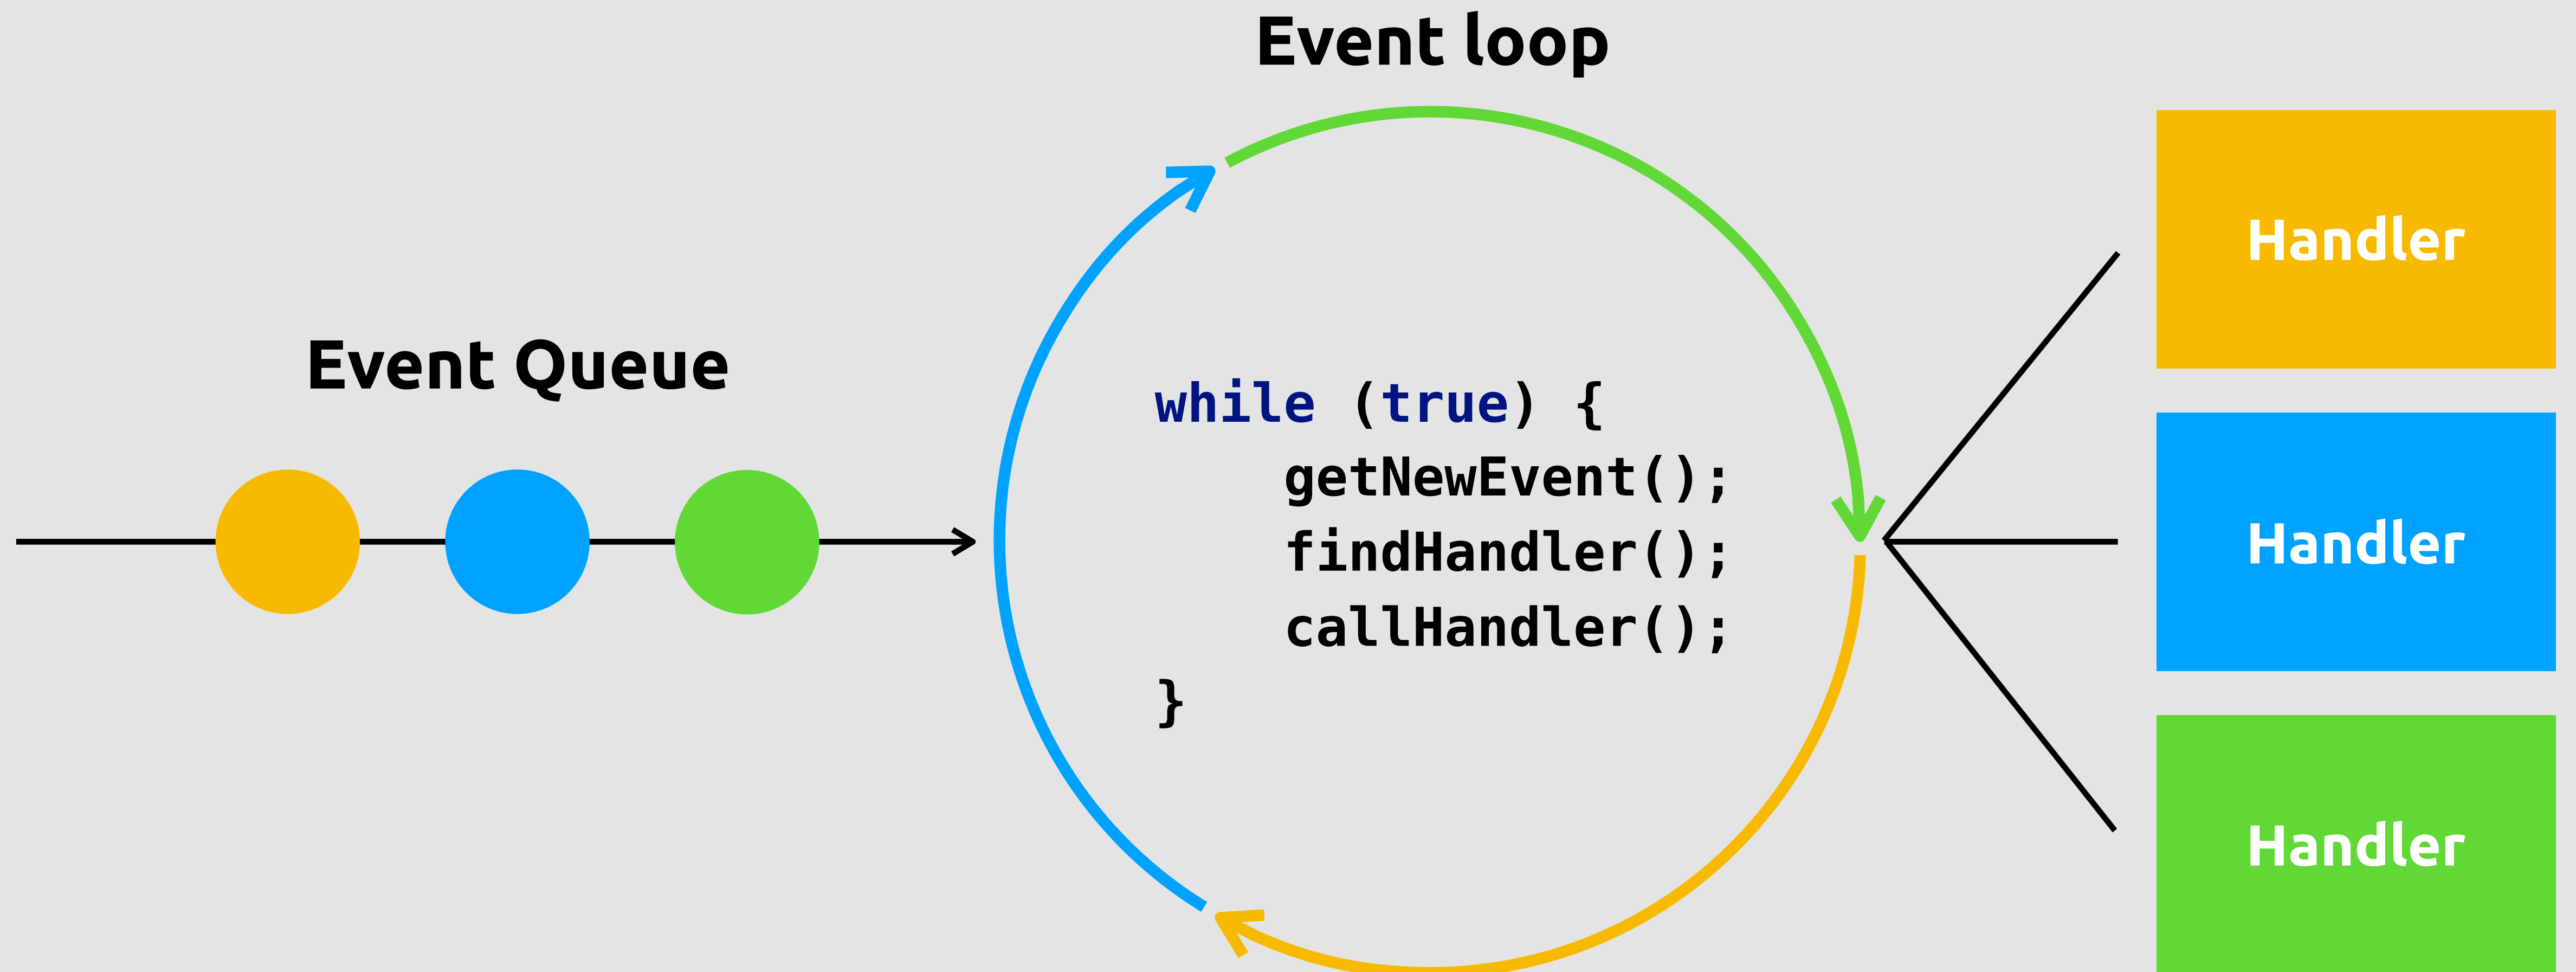 Event loop
Event Queue
while (true) {
    getNewEvent();
    findHandler();
    callHandler();
}
Handler
Handler
Handler